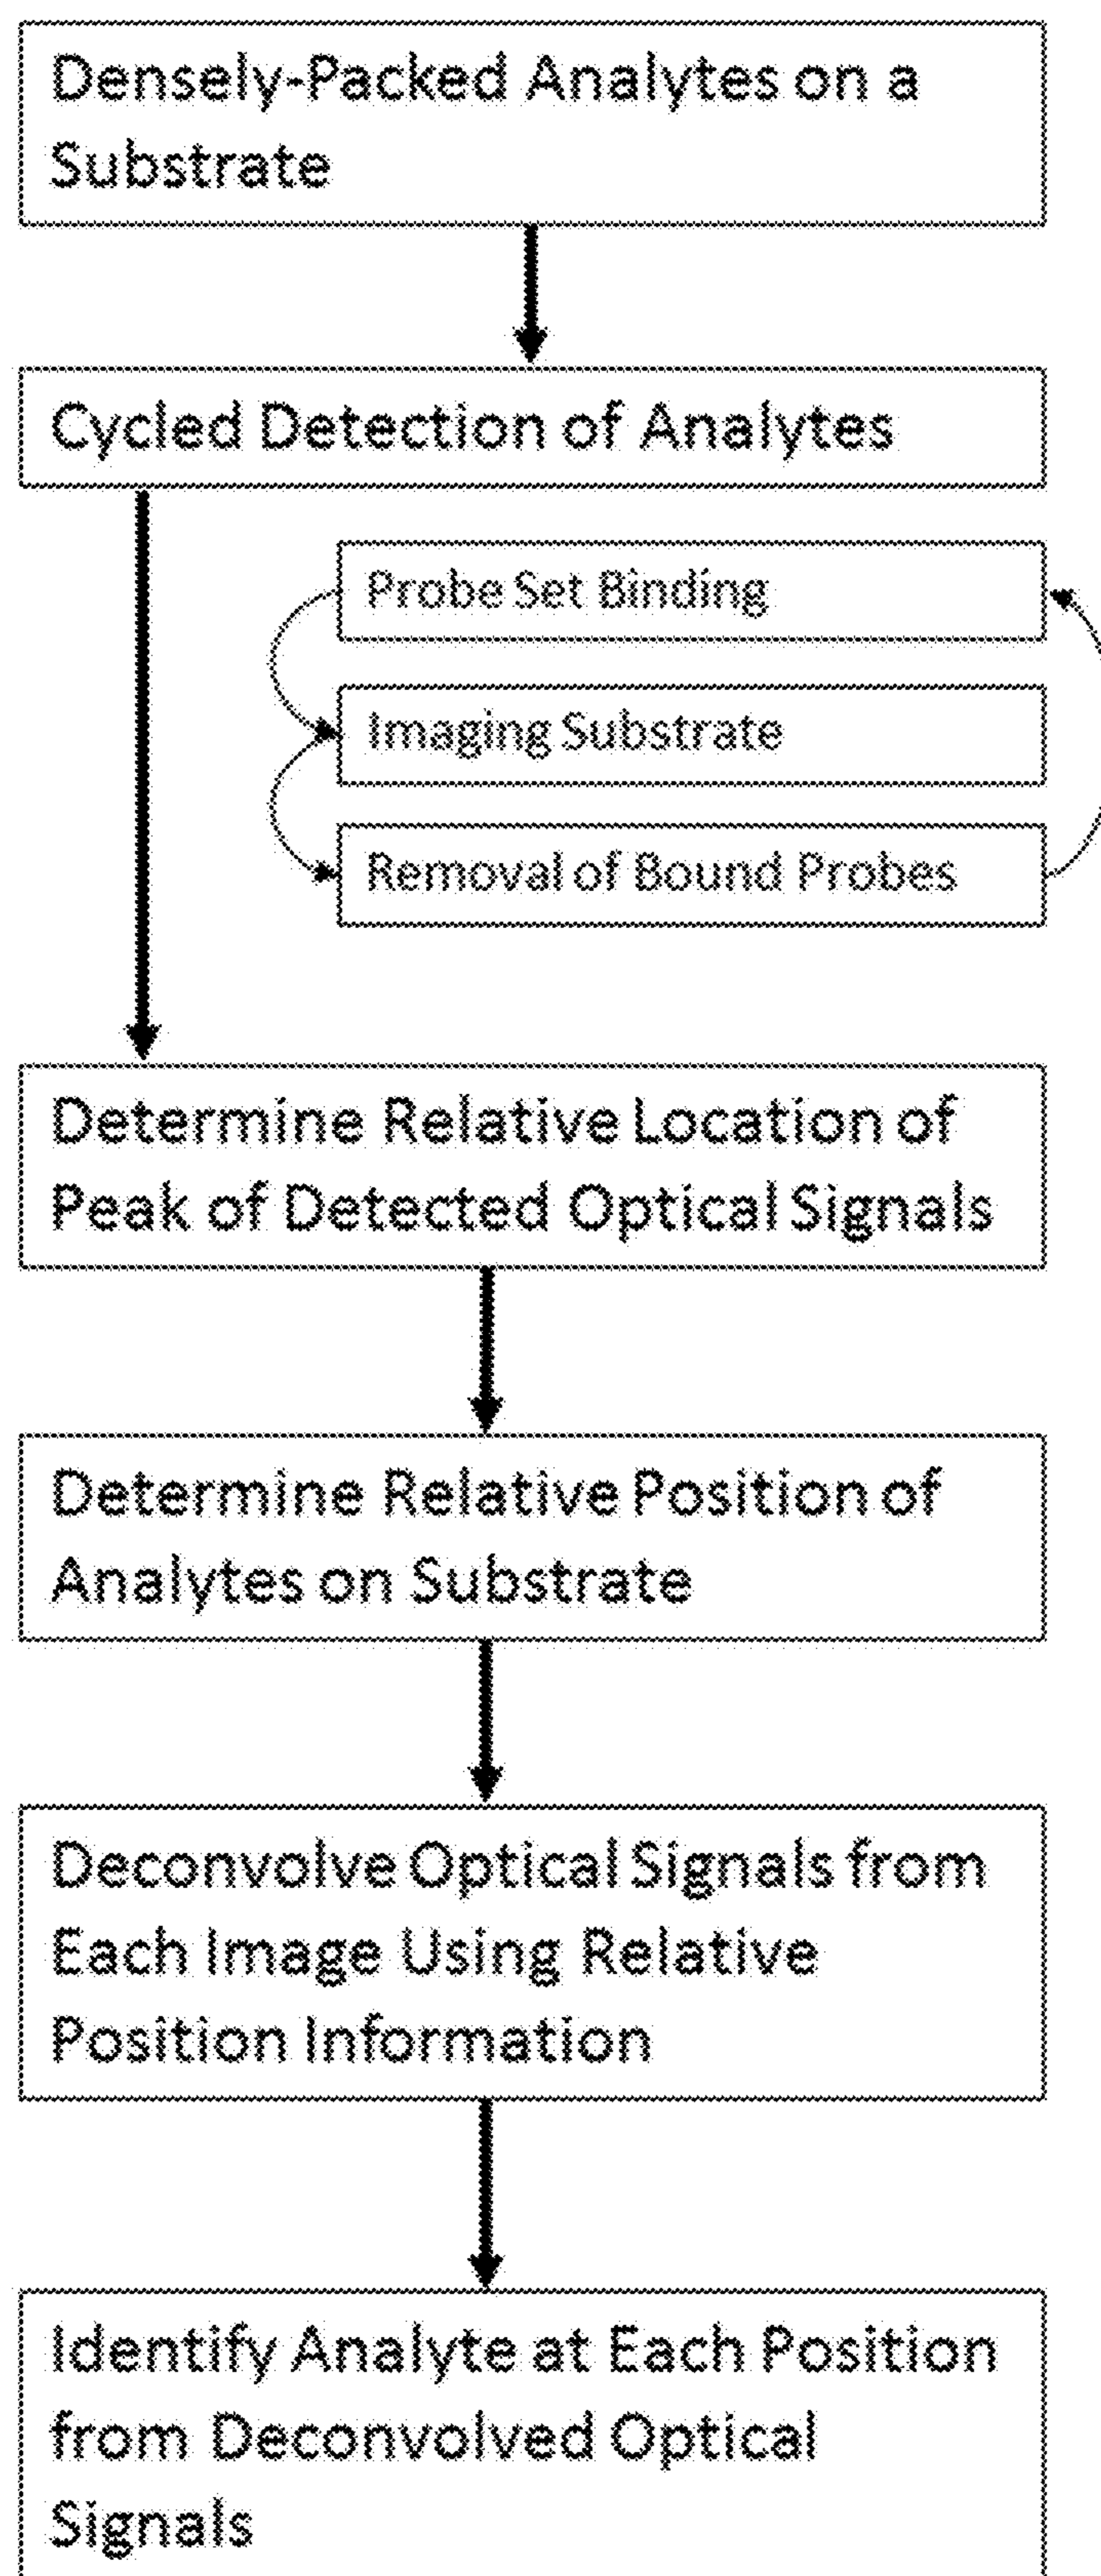 Densely-Packed Analytes on a
Substrate
Cycled Detection of Analytes
Probe Set Binding
Imaging Substrate
Removal of Bound Probes
Determine Relative Location of
Peak of Detected Optical Signals
Determine Relative Position of
Analytes on Substrate
Deconvolve Optical Signals from
Each Image Using Relative
Position Information
Identify Analyte at Each Position
from Deconvolved Optical
Signals